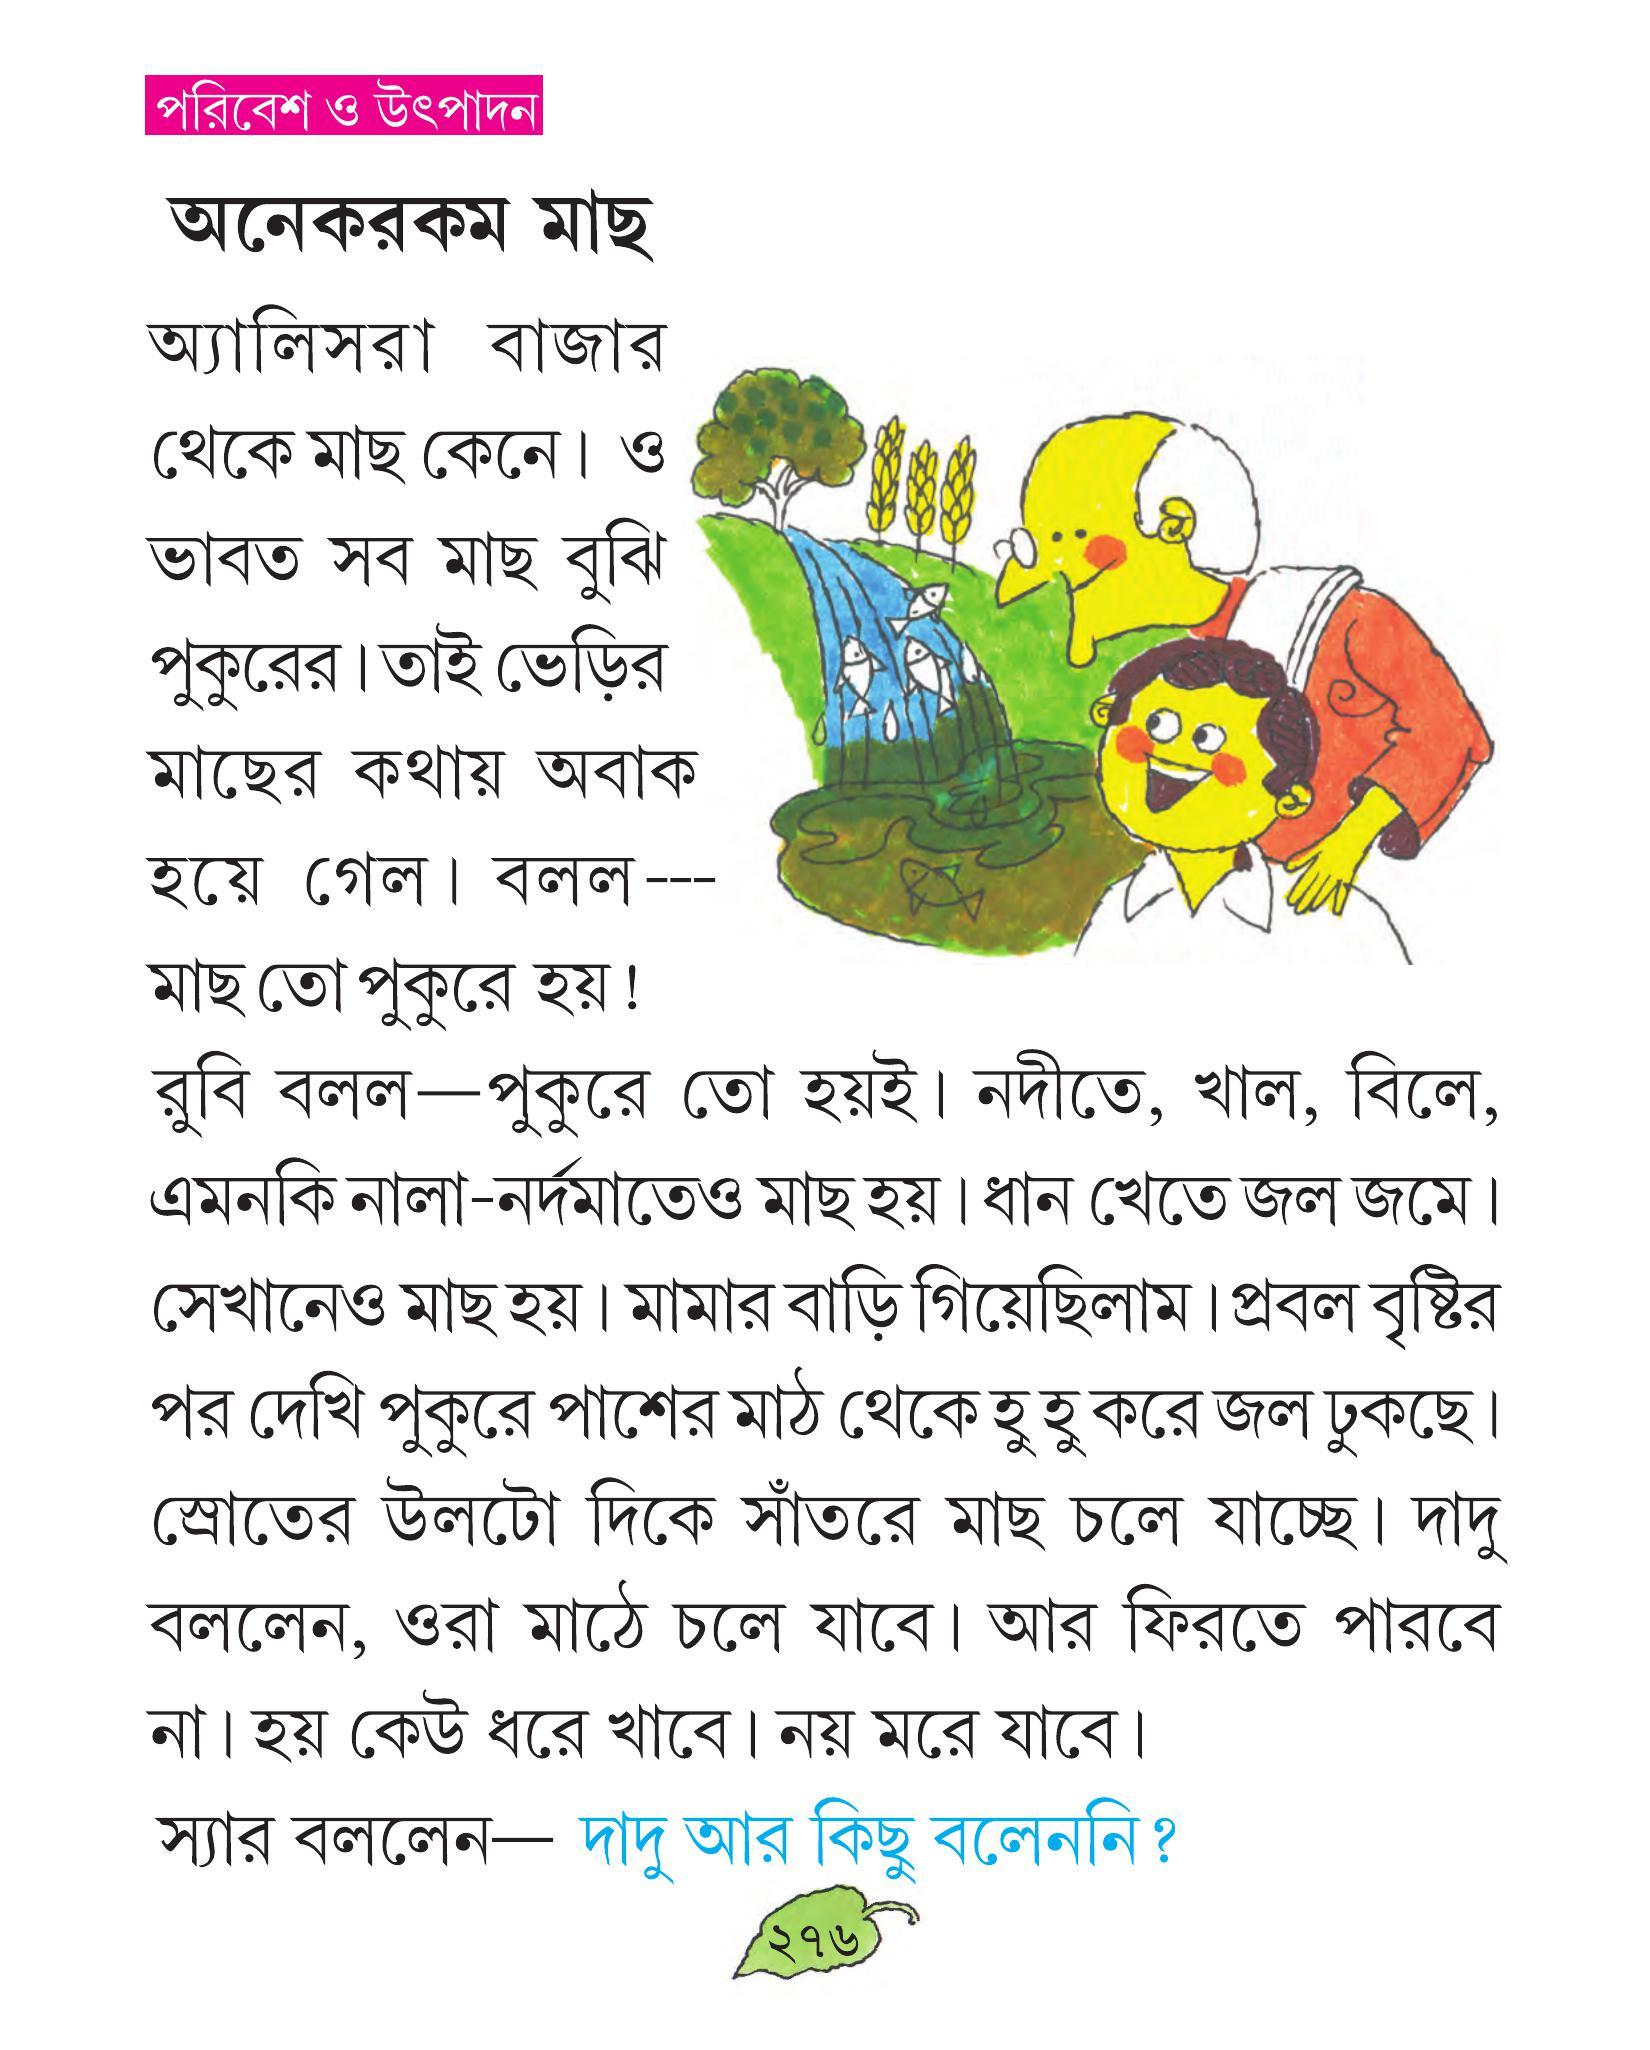 পরিবেশ ও উৎপাদন
অনেকরকম মাছ
অ্যালিসরা বাজার
থেকে মাছ কেনে। ও
ভাবত সব মাছ বুঝি
পুকুরের। তাই ভেড়ির
মাছের কথায় অবাক
হয়ে গেল। বলল ---
মাছ তো পুকুরে হয়!
রুবি বলল—পুকুরে তো হয়ই। নদীতে, খাল, বিলে,
এমনকি নালা-নর্দমাতেও মাছ হয়। ধান খেতে জল জমে।
সেখানেও মাছ হয়। মামার বাড়ি গিয়েছিলাম। প্রবল বৃষ্টির
পর দেখি পুকুরে পাশের মাঠ থেকে হু হু করে জল ঢুকছে।
স্রোতের উলটো দিকে সাঁতরে মাছ চলে যাচ্ছে। দাদু
বললেন, ওরা মাঠে চলে যাবে। আর ফিরতে পারবে
না। হয় কেউ ধরে খাবে। নয় মরে যাবে।
স্যার বললেন— দাদু আর কিছু বলেননি?
২৭৬